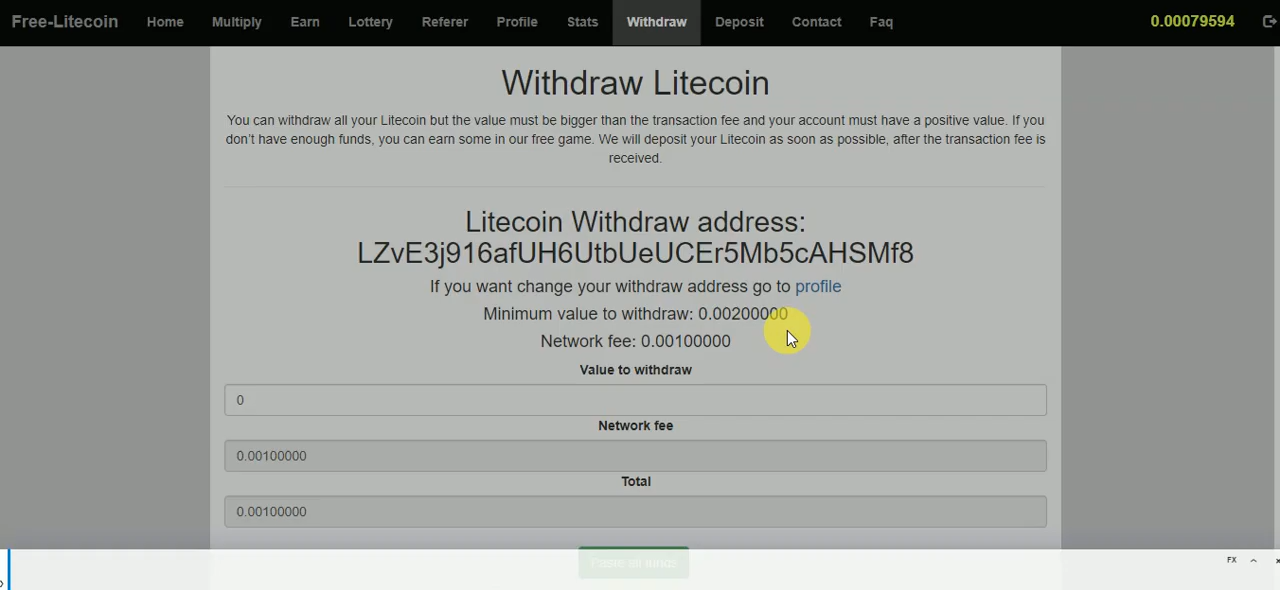 Free-Litecoin Home Multiply Earn Lottery Referer Profile Stats Withdraw Deposit Contact Faq 0.00079594
Withdraw Litecoin
You can withdraw all your Litecoin but the value must be bigger than the transaction fee and your account must have a positive value. If you
don't have enough funds, you can earn some in our free game. We will deposit your Litecoin as soon as possible, after the transaction fee is
received.
Litecoin Withdraw address:
LZvE3j916afUH6UtbUeUCEr5Mb5cAHSMf8
If you want change your withdraw address go to profile
Minimum value to withdraw: 0.00200000
Network fee: 0.00100000
Value to withdraw
0
Network fee
0.00100000
Total
0.00100000
FX